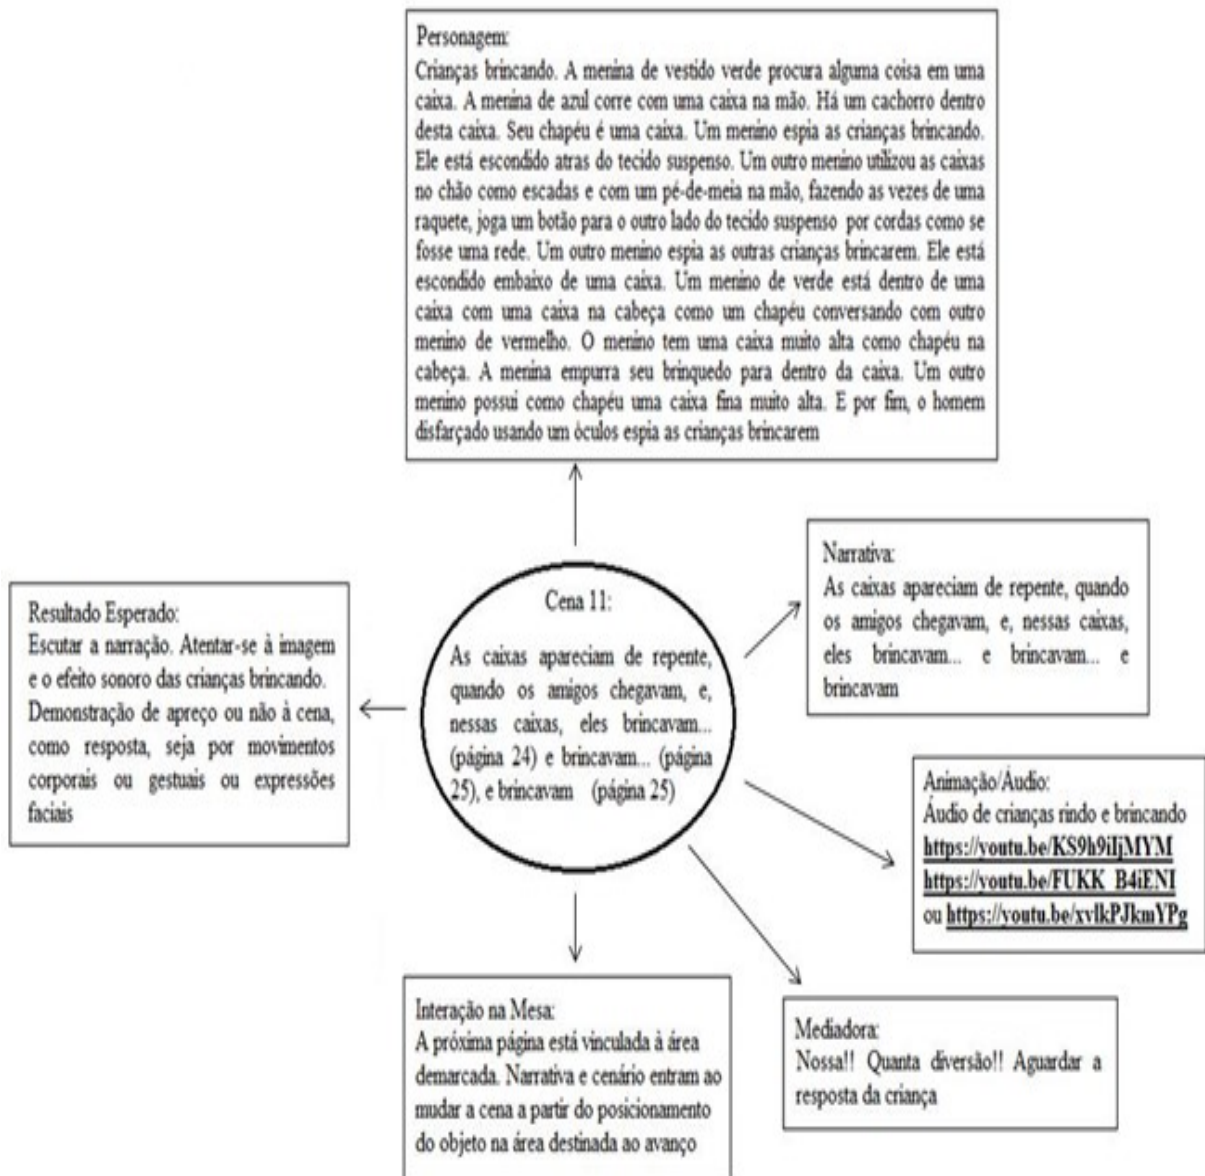 Personagem:
Crianças brincando. A menina de vestido verde procura alguma coisa em uma
caixa. A menina de azul corre com uma caixa na mão. Há um cachorro dentro
desta caixa. Seu chapéu é uma caixa. Um menino espia as crianças brincando.
Ele está escondido atras do tecido suspenso. Um outro menino utilizou as caixas
no chão como escadas e com um pé-de-meia na mão, fazendo as vezes de uma
raquete, joga um botão para o outro lado do tecido suspenso por cordas como se
fosse uma rede. Um outro menino espia as outras crianças brincarem. Ele está
escondido embaixo de uma caixa. Um menino de verde está dentro de uma
caixa com uma caixa na cabeça como um chapéu conversando com outro
menino de vermelho. O menino tem uma caixa muito alta como chapéu na
cabeça. A menina empurra seu brinquedo para dentro da caixa. Um outro
menino possui como chapéu uma caixa fina muito alta. E por fim, o homem
disfarçado usando um óculos espia as crianças brincarem
Narrativa:
As caixas apareciam de repente, quando
os amigos chegavam, e, nessas caixas,
eles brincavam... e brincavam... e
brincavam
Resultado Esperado:
Escutar a narração. Atentar-se à imagem
e o efeito sonoro das crianças brincando.
Demonstração de apreço ou não à cena,
como resposta, seja por movimentos
corporais ou gestuais ou expressões
faciais
Cena 11:
As caixas apareciam de repente,
quando os amigos chegavam, e,
nessas caixas, eles brincavam...
(página 24) e brincavam... (página
25), e brincavam (página 25)
Animação/Áudio:
Áudio de crianças rindo e brincando
https://youtu.be/KS9h9iIjMYM
https://youtu.be/FUKK_B4iENI
ou https://youtu.be/xvlkPJkmYPg
Interação na Mesa:
A próxima página está vinculada à área
demarcada. Narrativa e cenário entram ao
mudar a cena a partir do posicionamento
do objeto na área destinada ao avanço
Mediadora:
Nossa!! Quanta diversão!! Aguardar a
resposta da criança